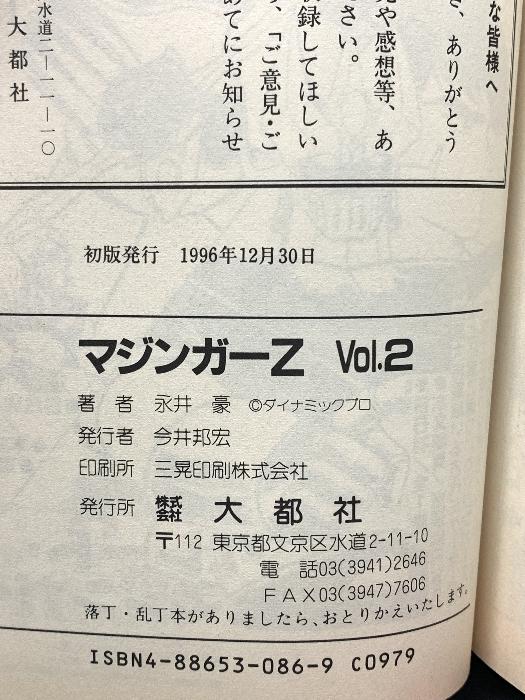 な皆様へ
さ、ありがとう
見や感想等、あ
さい。
収録してほしい
り、「ご意見・ご
あてにお知らせ
水道二―一一―一〇
大都社
初版発行 1996年12月30日
マジンガーZ Vol.2
著者 永井豪 ©ダイナミックプロ
発行者 今井邦宏
印刷所 三晃印刷株式会社
発行所 株式会社 大都社
〒112 東京都文京区水道2-11-10
電話03(3941)2646
FAX03(3947)7606
落丁・乱丁本がありましたら、おとりかえいたします。
ISBN4-88653-086-9 C0979